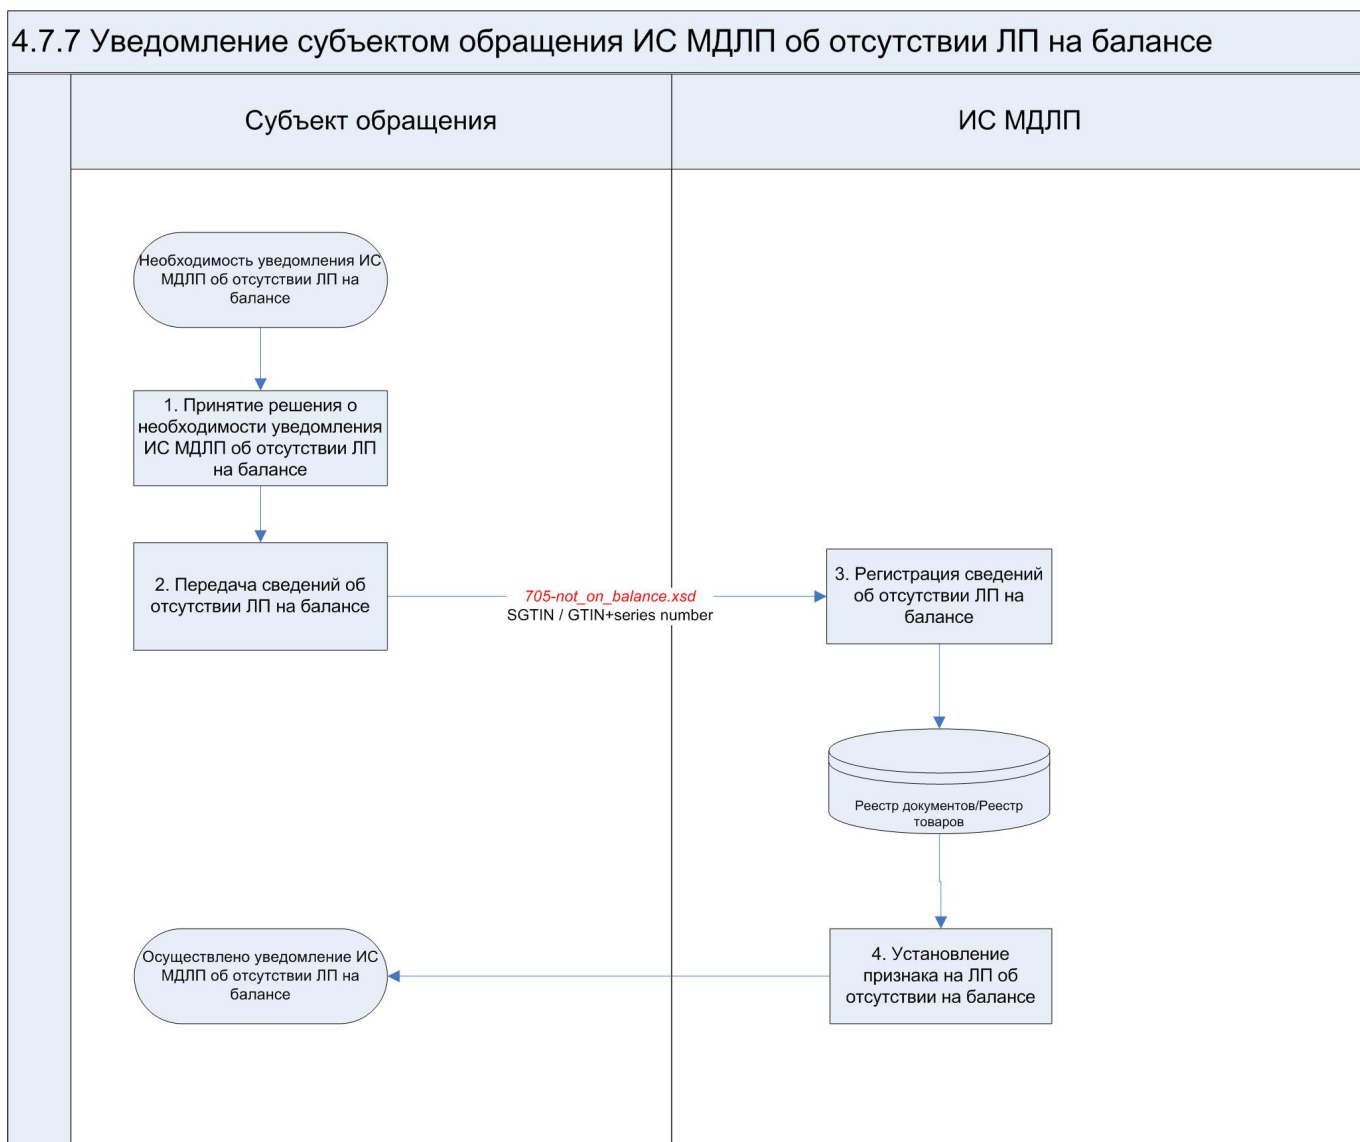 4.7.7 Уведомление субъектом обращения ИС МДЛП об отсутствии ЛП на балансе
Субъект обращения
ИС МДЛП
Необходимость уведомления ИС
МДЛП об отсутствии ЛП на
балансе
1. Принятие решения о
необходимости уведомления
ИС МДЛП об отсутствии ЛП
на балансе
2. Передача сведений об
отсутствии ЛП на балансе
705-not_on_balance.xsd
SGTIN / GTIN+series number
3. Регистрация сведений
об отсутствии ЛП на
балансе
Реестр документов/Реестр
товаров
4. Установление
признака на ЛП об
отсутствии на балансе
Осуществлено уведомление ИС
МДЛП об отсутствии ЛП на
балансе